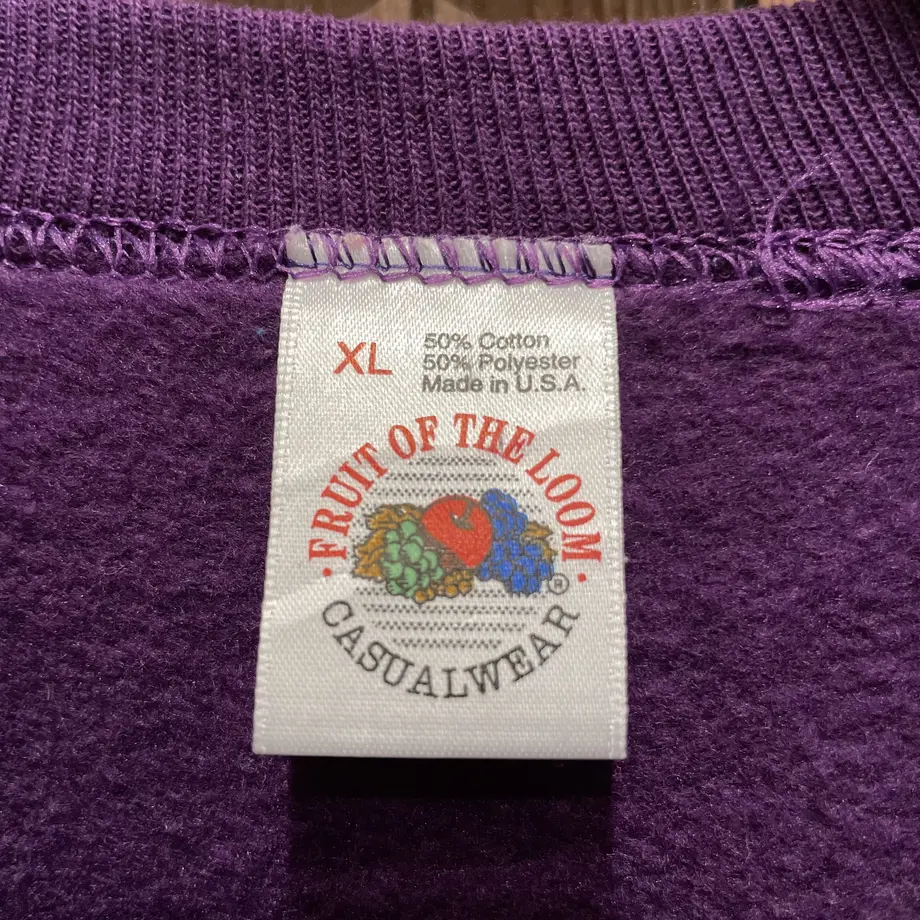 XL
50% Cotton
50% Polyester
Made in U.S.A.
· FRUIT OF THE LOOM ·
®
CASUALWEAR